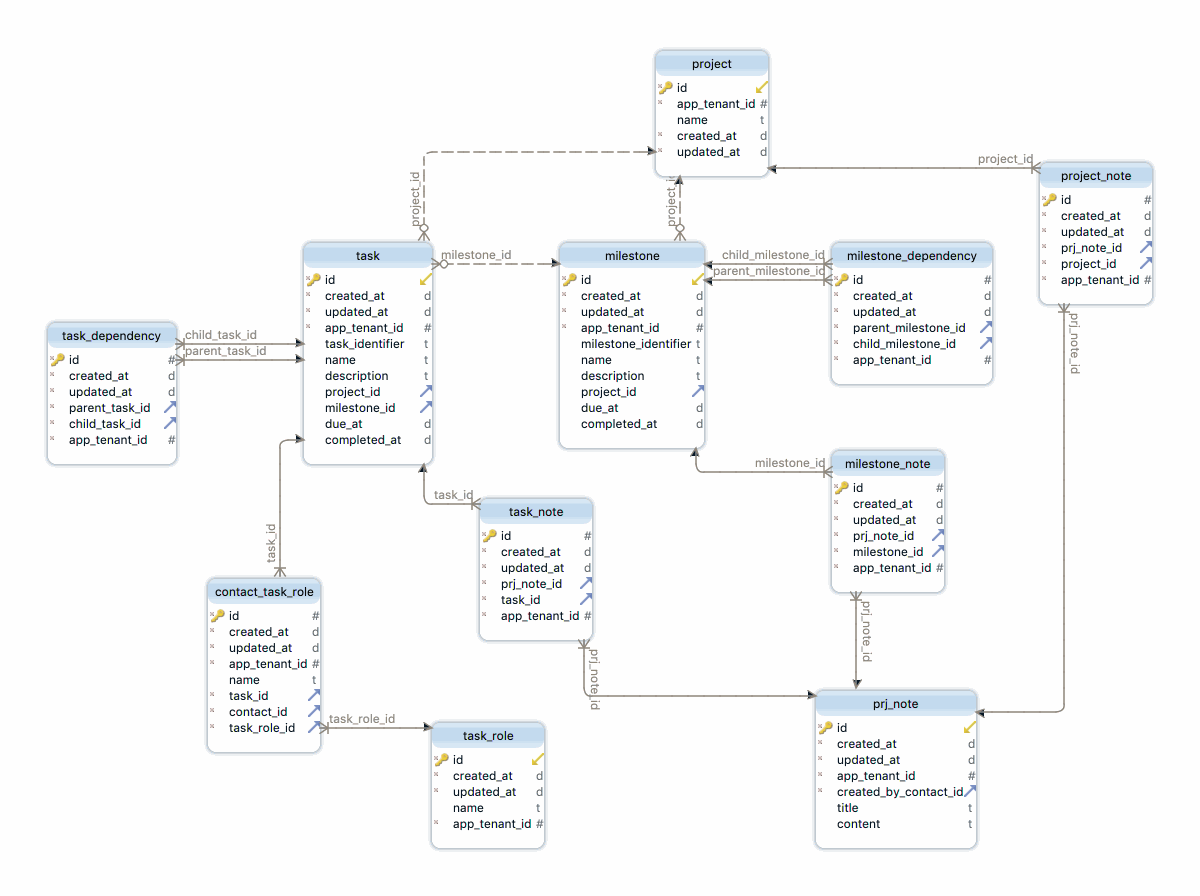 project
id
app_tenant_id #
name t
created_at d
updated_at d
project_id
project_note
id #
created_at d
updated_at d
prj_note_id
project_id
app_tenant_id #
project_id
milestone_id
task
id
created_at d
updated_at d
app_tenant_id #
task_identifier t
name t
description t
project_id
milestone_id
due_at d
completed_at d
milestone
id
created_at d
updated_at d
app_tenant_id #
milestone_identifier t
name t
description t
project_id
due_at d
completed_at d
child_milestone_id
parent_milestone_id
milestone_dependency
id #
created_at d
updated_at d
parent_milestone_id
child_milestone_id
app_tenant_id #
prj_note_id
task_dependency
id #
created_at d
updated_at d
parent_task_id
child_task_id
app_tenant_id #
child_task_id
parent_task_id
milestone_id
milestone_note
id #
created_at d
updated_at d
prj_note_id
milestone_id
app_tenant_id #
task_id
task_note
id #
created_at d
updated_at d
prj_note_id
task_id
app_tenant_id #
task_id
contact_task_role
id #
created_at d
updated_at d
app_tenant_id #
name t
task_id
contact_id
task_role_id
prj_note_id
prj_note_id
task_role_id
task_role
id
created_at d
updated_at d
name t
app_tenant_id #
prj_note
id
created_at d
updated_at d
app_tenant_id #
created_by_contact_id
title t
content t